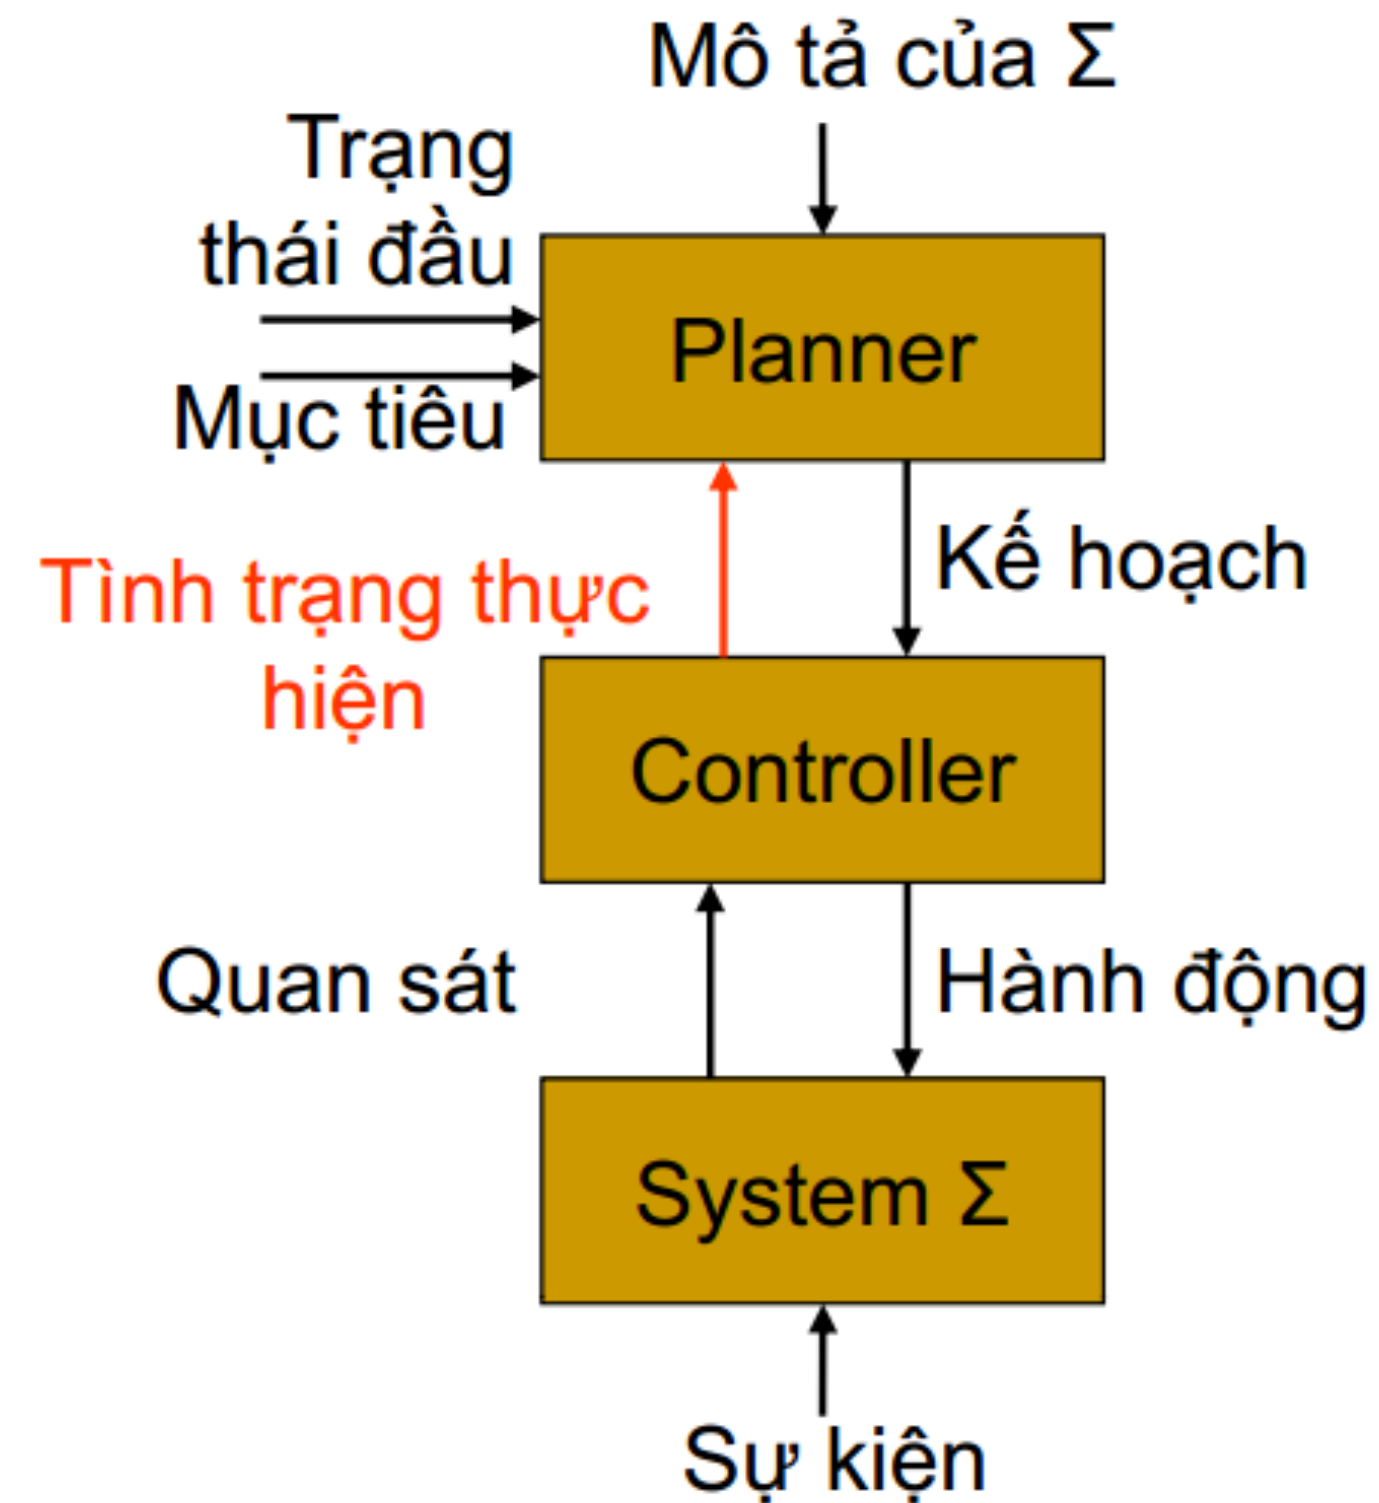 Mô tả của Σ
Trạng
thái đầu
Planner
Mục tiêu
Kế hoạch
Tình trạng thực
hiện
Controller
Quan sát
Hành động
System Σ
Sự kiện